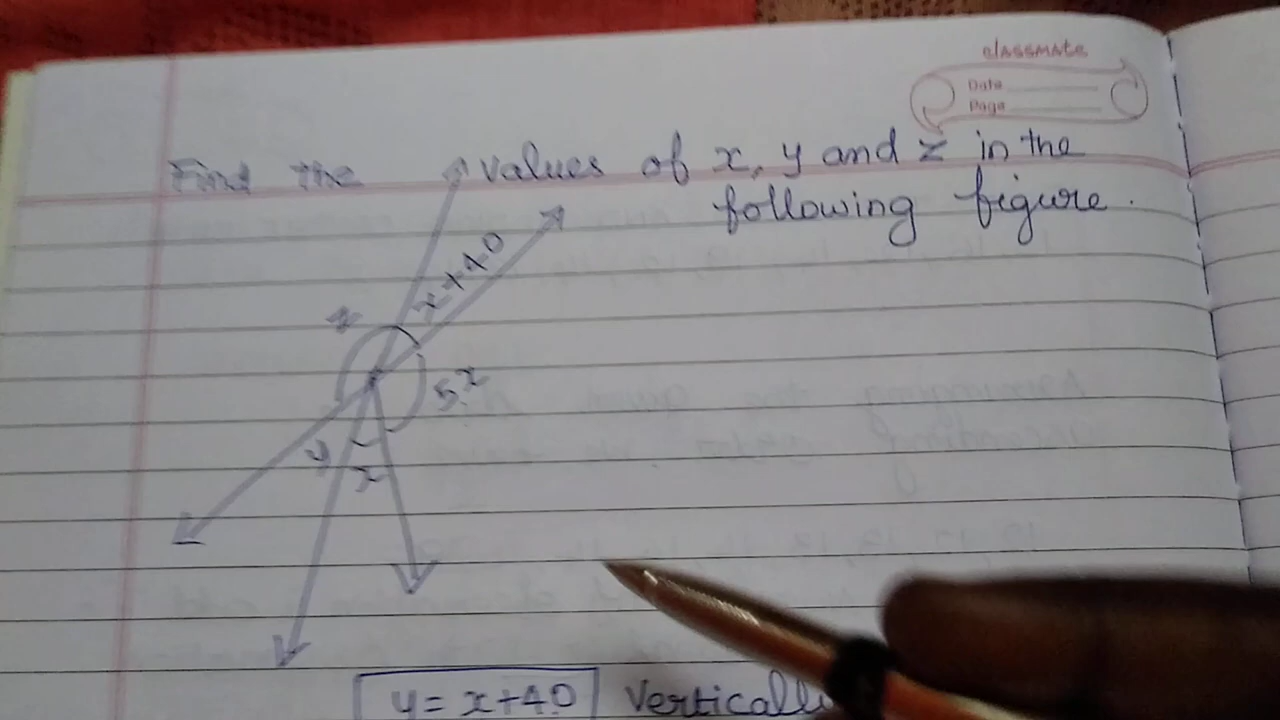 classmate
Date
Page
Find the values of x, y and z in the
following figure.
x+40
z
5x
y
x
y = x+40 Vertically